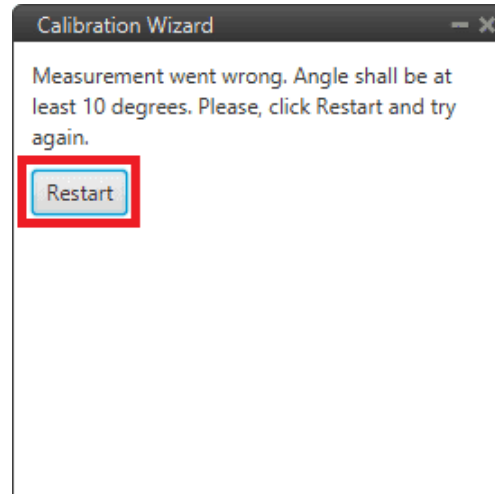 Calibration Wizard
Measurement went wrong. Angle shall be at
least 10 degrees. Please, click Restart and try
again.
Restart